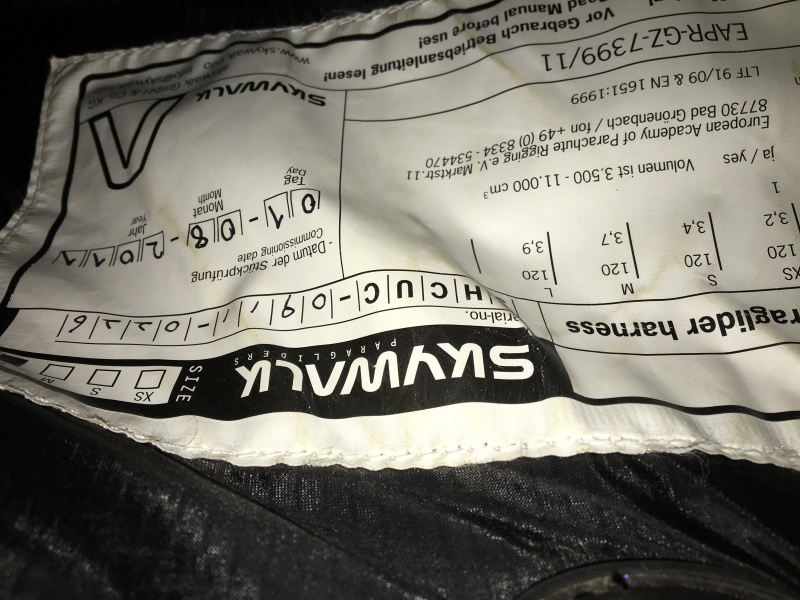 SKYWALK
PARAGLIDERS
SIZE
XS
S
M
erial-no. HCUC-09,11-0226
- Datum der Stückprüfung
Commissioning date
01-08-2011
Tag
Day
Monat
Month
Jahr
Year
SKYWALK
Skywalk GmbH & Co. KG
www.skywalk.info
raglider harness
XS S M L
120 120 120 120
3,2 3,4 3,7 3,9
1
ja / yes Volumen ist 3.500 - 11.000 cm³
European Academy of Parachute Rigging e.V. Marktstr.11
87730 Bad Grönenbach / fon +49 (0) 8334 - 534470
LTF 91/09 & EN 1651:1999
EAPR-GZ-7399/11
Vor Gebrauch Betriebsanleitung lesen!
Read Manual before use!